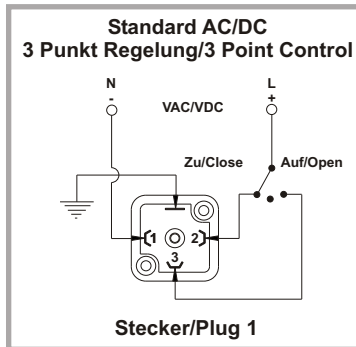 Standard AC/DC
3 Punkt Regelung/3 Point Control
N
-
L
+
VAC/VDC
Zu/Close
Auf/Open
1
2
3
Stecker/Plug 1